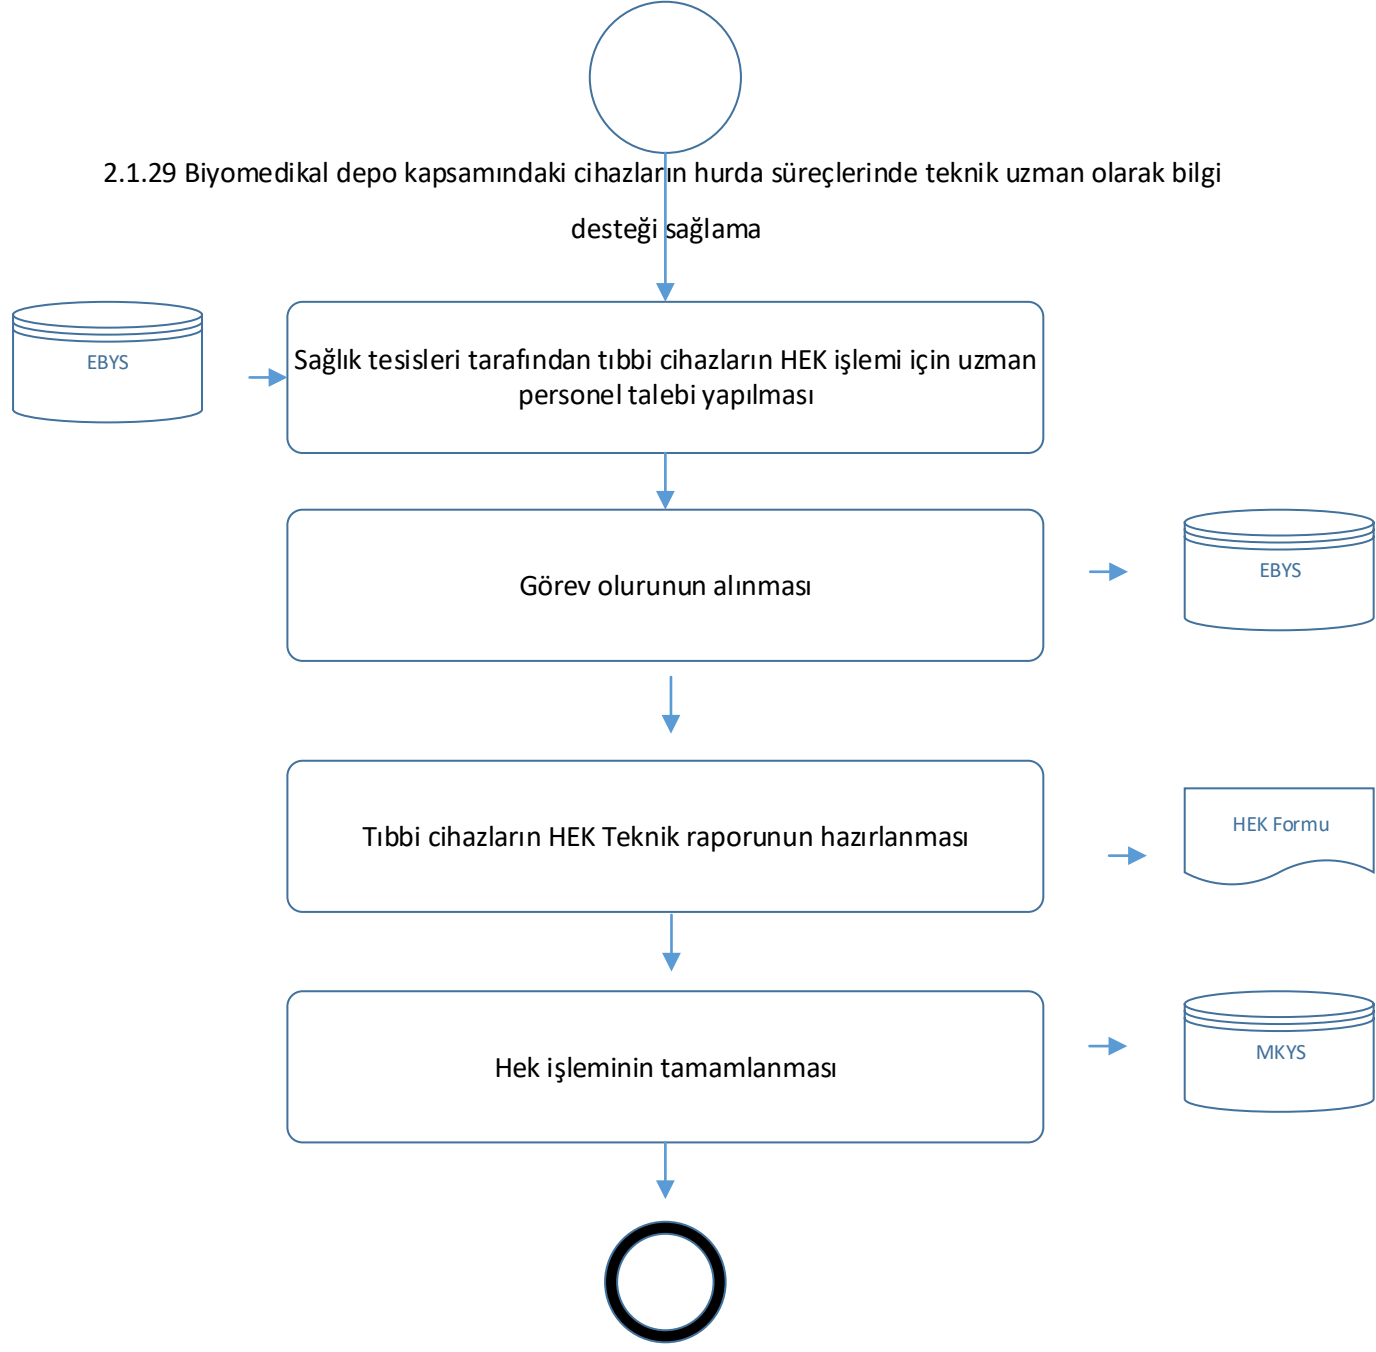 2.1.29 Biyomedikal depo kapsamındaki cihazların hurda süreçlerinde teknik uzman olarak bilgi
desteği sağlama
EBYS
Sağlık tesisleri tarafından tıbbi cihazların HEK işlemi için uzman
personel talebi yapılması
Görev olurunun alınması
EBYS
Tıbbi cihazların HEK Teknik raporunun hazırlanması
HEK Formu
Hek işleminin tamamlanması
MKYS